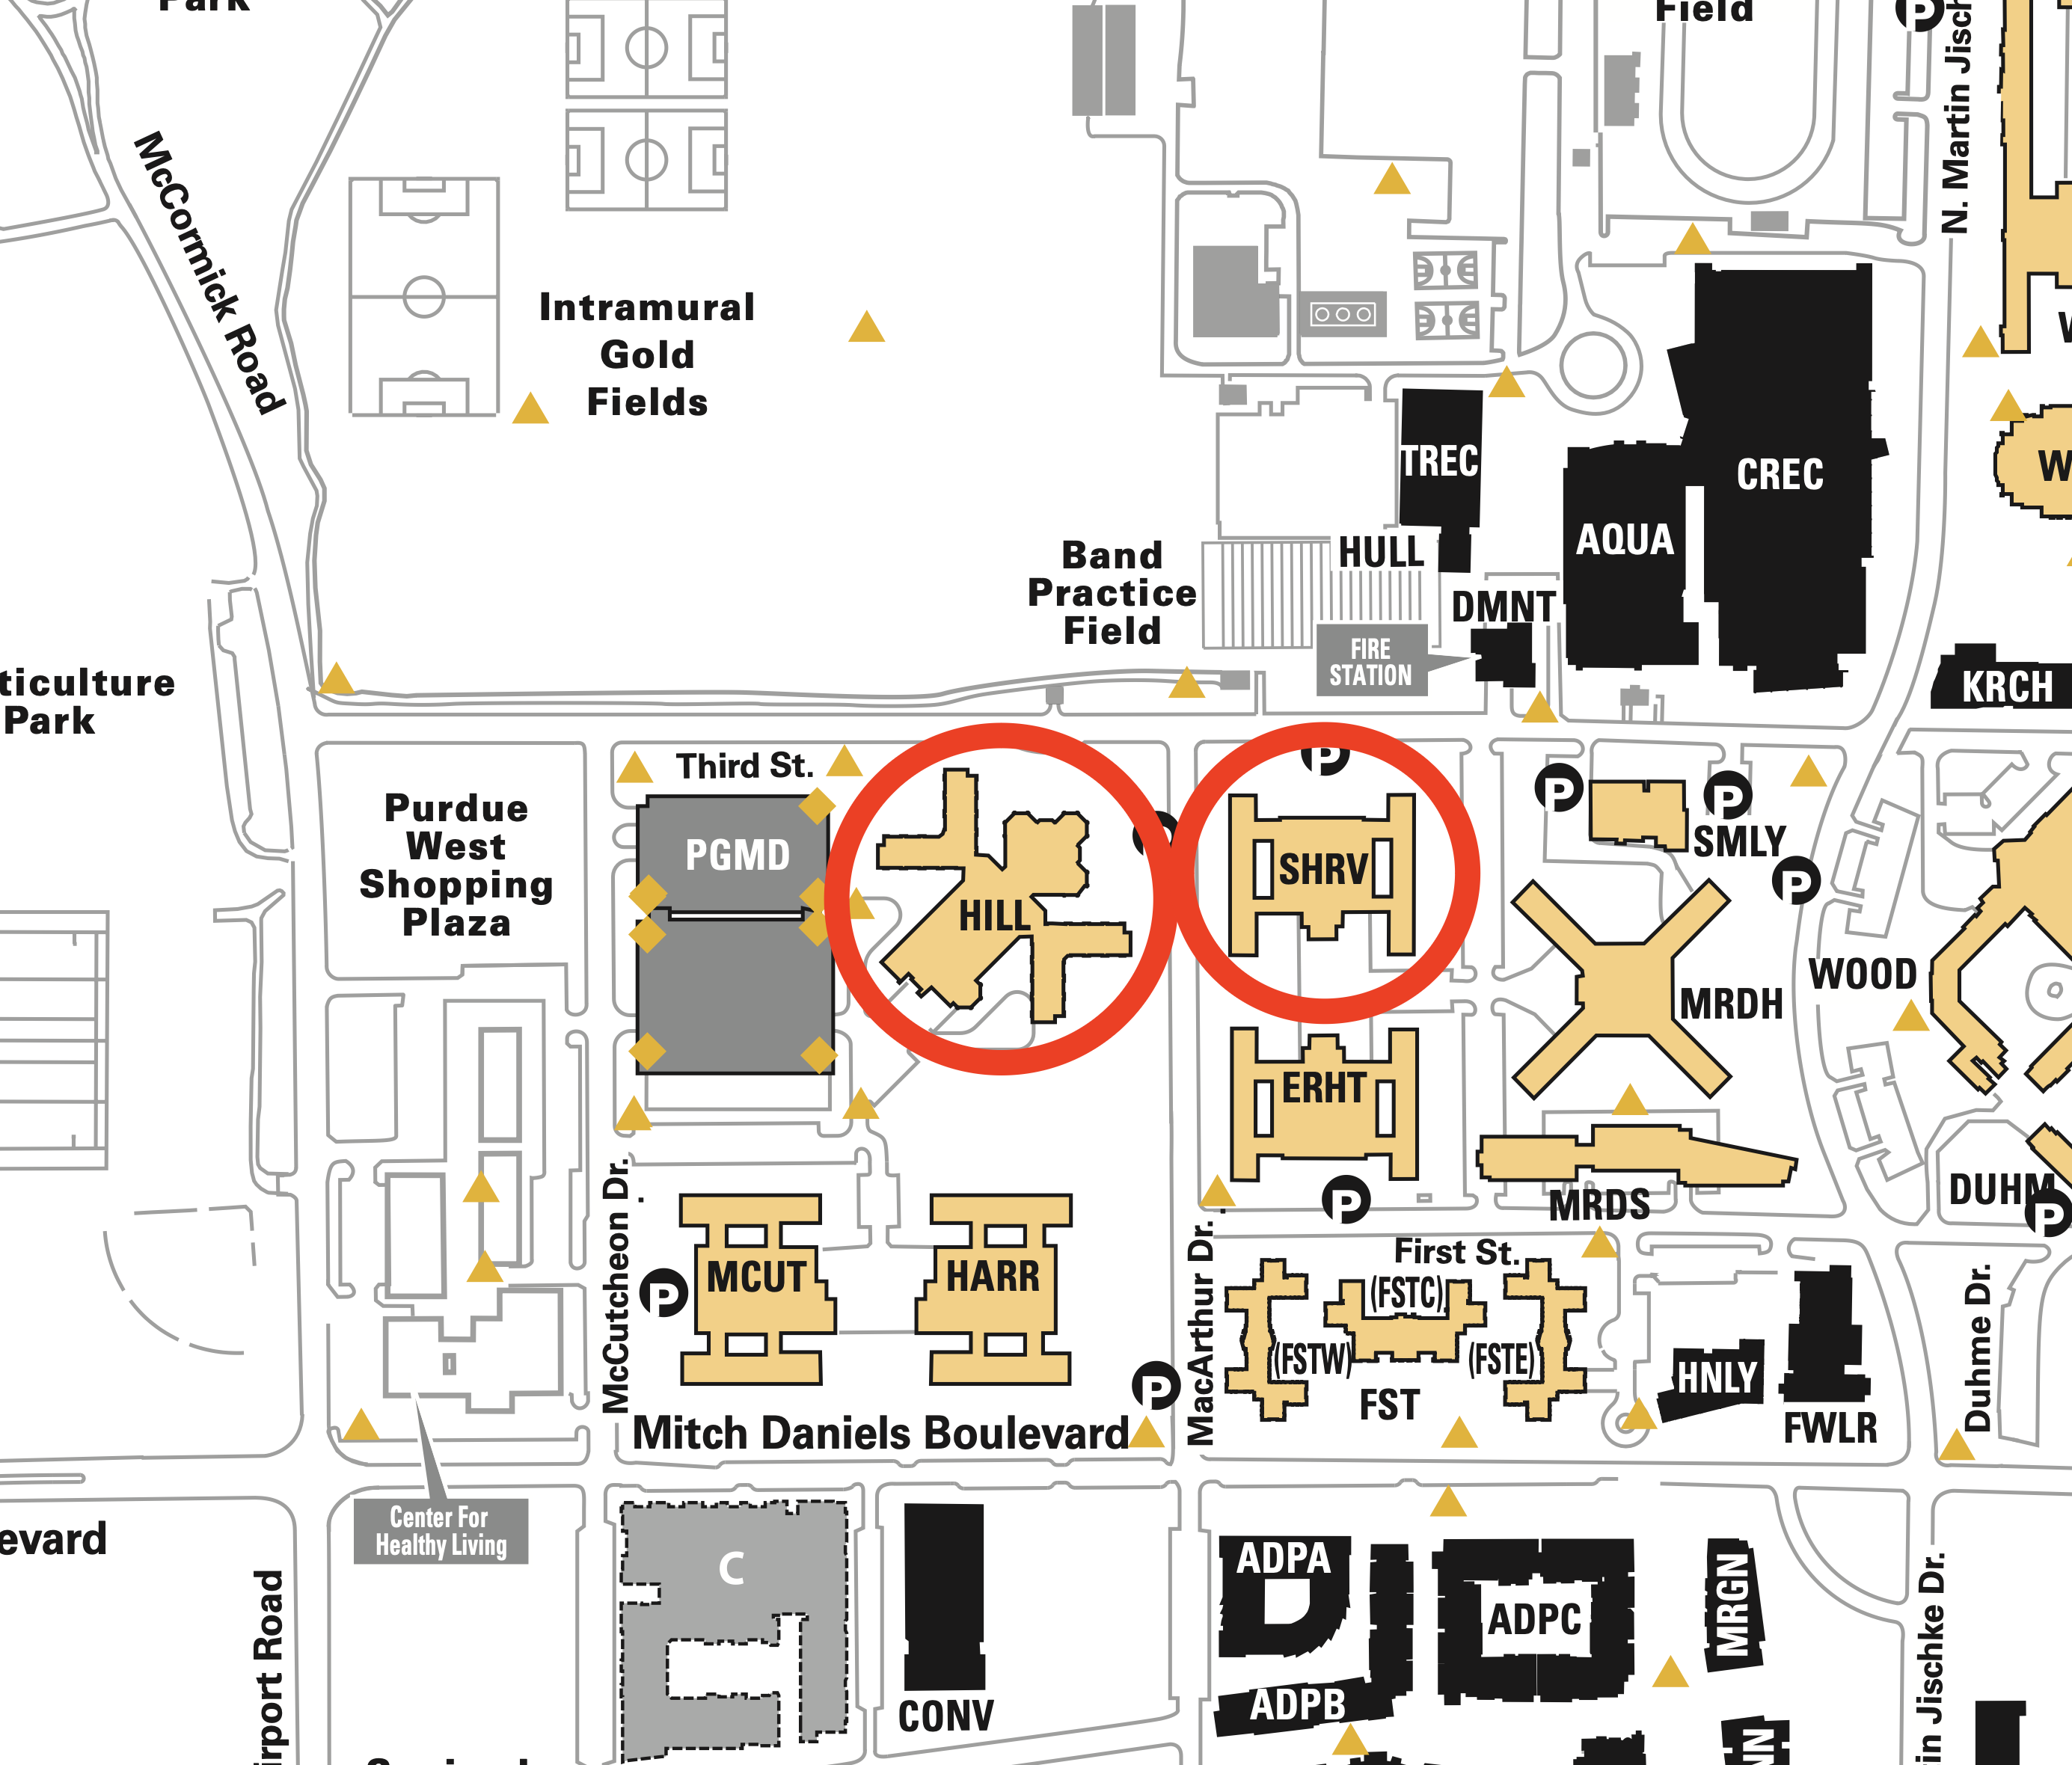 Park
Field
P
N. Martin Jisch
McCormick Road
Intramural
Gold
Fields
TREC
CREC
W
AQUA
HULL
Band
Practice
Field
DMNT
FIRE
STATION
KRCH
ticulture
Park
Third St.
P
P
P
SMLY
PGMD
Purdue
West
Shopping
Plaza
HILL
SHRV
P
WOOD
MRDH
ERHT
DUHM
P
McCutcheon Dr.
P
MRDS
MCUT
HARR
P
MacArthur Dr.
First St.
(FSTC)
(FSTW)
(FSTE)
FST
HNLY
FWLR
Duhme Dr.
P
Mitch Daniels Boulevard
Center For
Healthy Living
evard
C
CONV
ADPA
ADPC
MRGN
ADPB
irport Road
in Jischke Dr.
NN